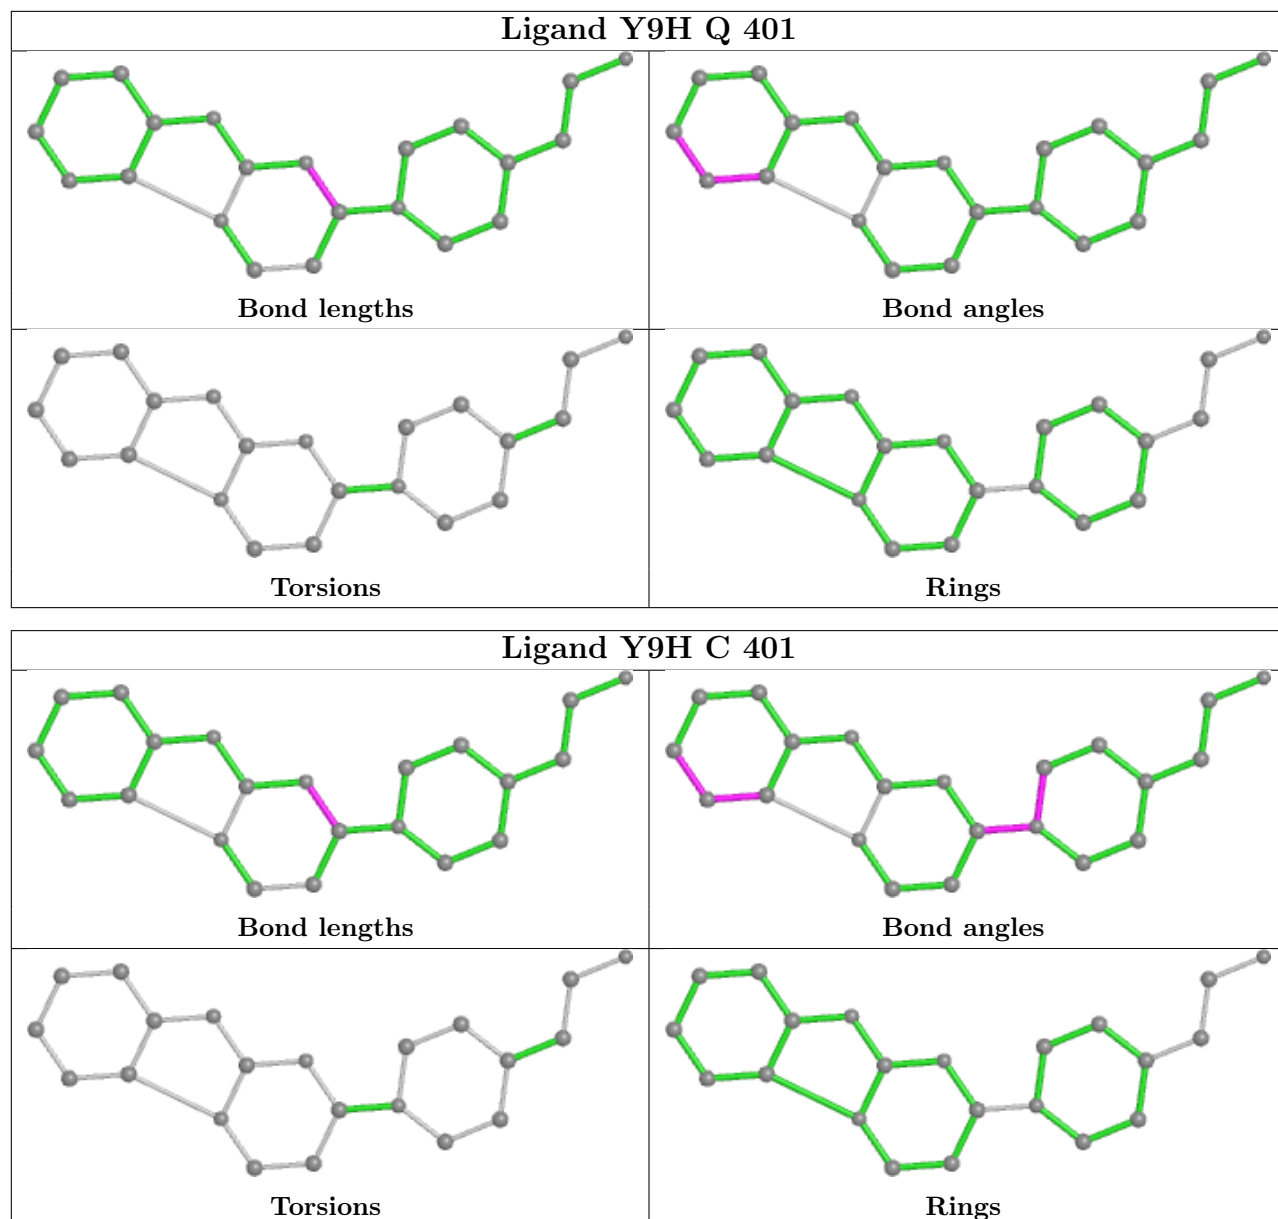 Ligand Y9H Q 401
Bond lengths
Bond angles
Torsions
Rings
Ligand Y9H C 401
Bond lengths
Bond angles
Torsions
Rings